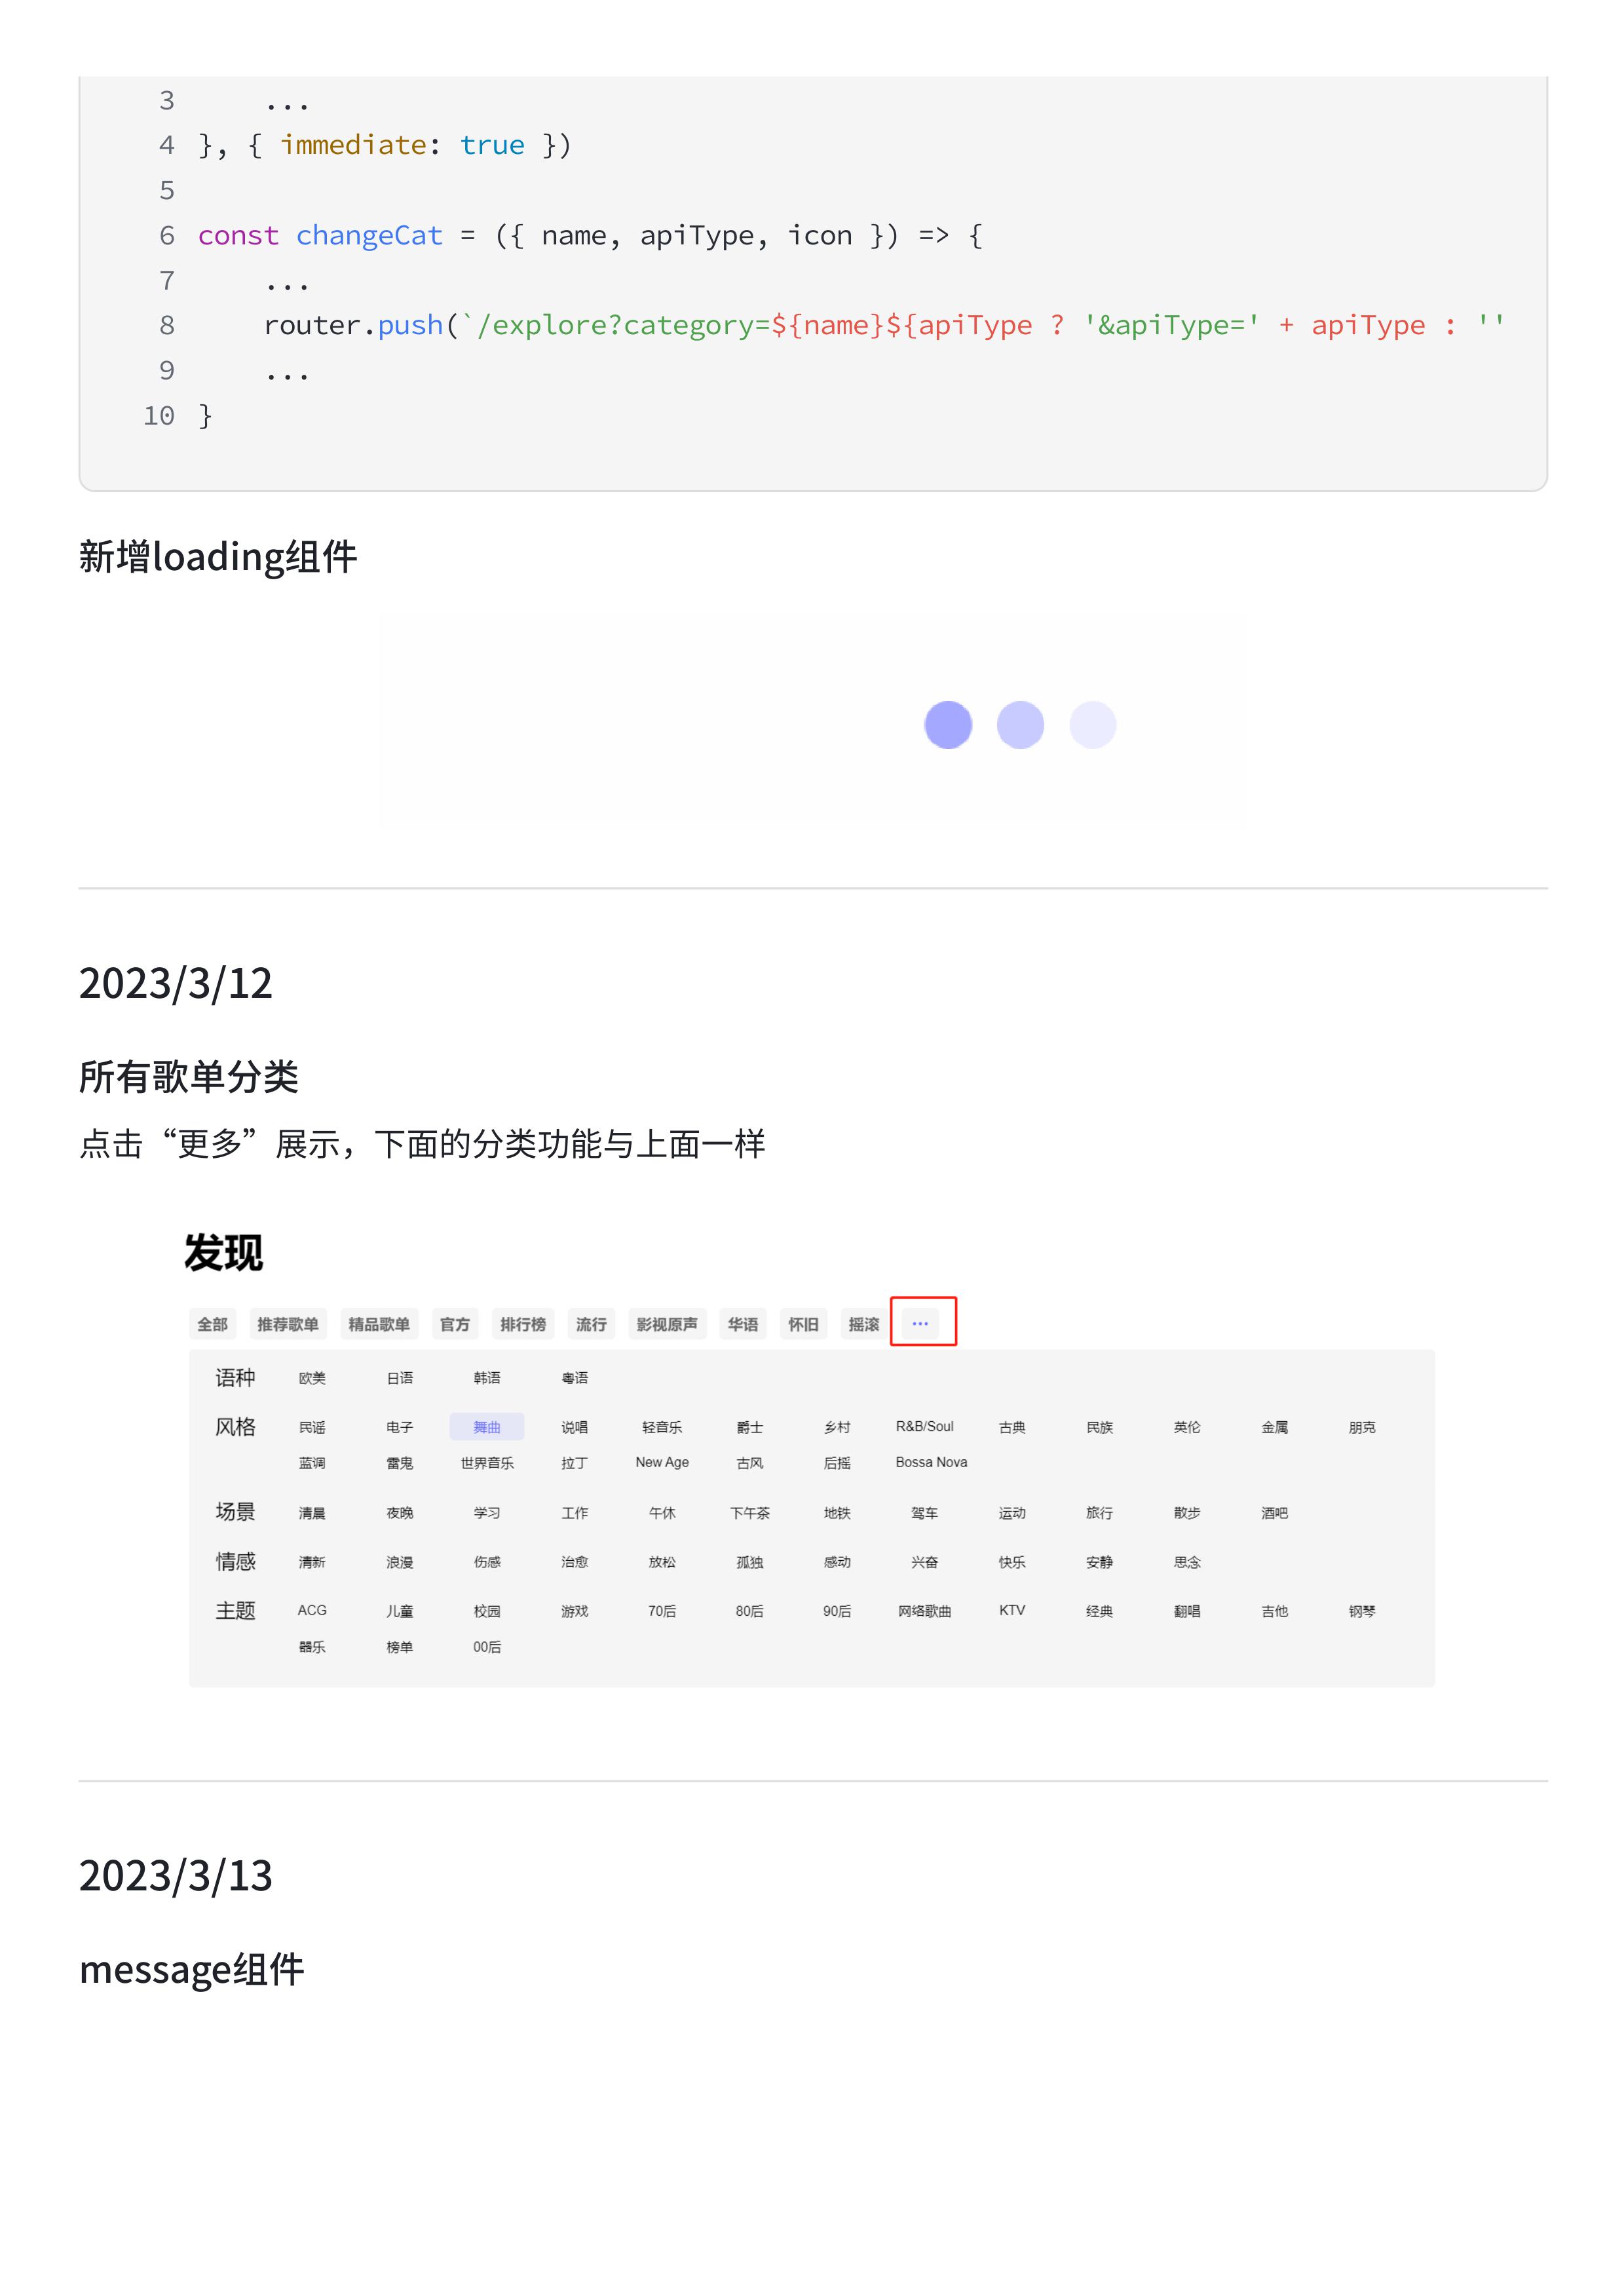 3     ...
4 }, { immediate: true })
5
6 const changeCat = ({ name, apiType, icon }) => {
7     ...
8     router.push(`/explore?category=${name}${apiType ? '&apiType=' + apiType : ''
9     ...
10 }
新增loading组件
2023/3/12
所有歌单分类
点击“更多”展示，下面的分类功能与上面一样
发现
全部 推荐歌单 精品歌单 官方 排行榜 流行 影视原声 华语 怀旧 摇滚 ...
语种 欧美 日语 韩语 粤语
风格 民谣 电子 舞曲 说唱 轻音乐 爵士 乡村 R&B/Soul 古典 民族 英伦 金属 朋克
蓝调 雷鬼 世界音乐 拉丁 New Age 古风 后摇 Bossa Nova
场景 清晨 夜晚 学习 工作 午休 下午茶 地铁 驾车 运动 旅行 散步 酒吧
情感 清新 浪漫 伤感 治愈 放松 孤独 感动 兴奋 快乐 安静 思念
主题 ACG 儿童 校园 游戏 70后 80后 90后 网络歌曲 KTV 经典 翻唱 吉他 钢琴
器乐 榜单 00后
2023/3/13
message组件